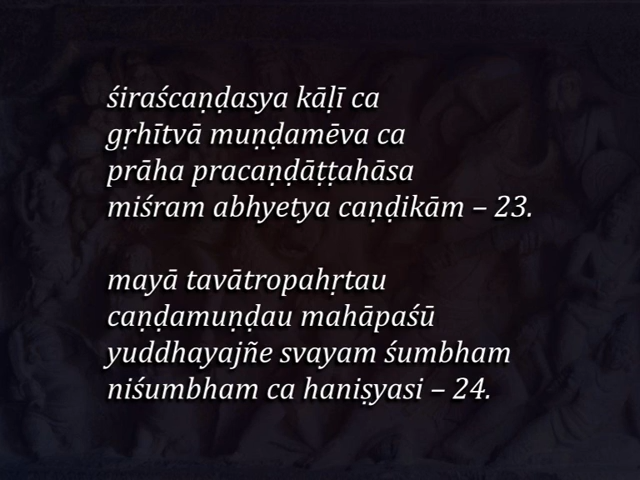 śiraścaṇḍasya kāḷī ca
gṛhītvā muṇḍamēva ca
prāha pracaṇḍāṭṭahāsa
miśram abhyetya caṇḍikām – 23.
mayā tavātropahṛtau
caṇḍamuṇḍau mahāpaśū
yuddhayajñe svayam śumbham
niśumbham ca haniṣyasi – 24.